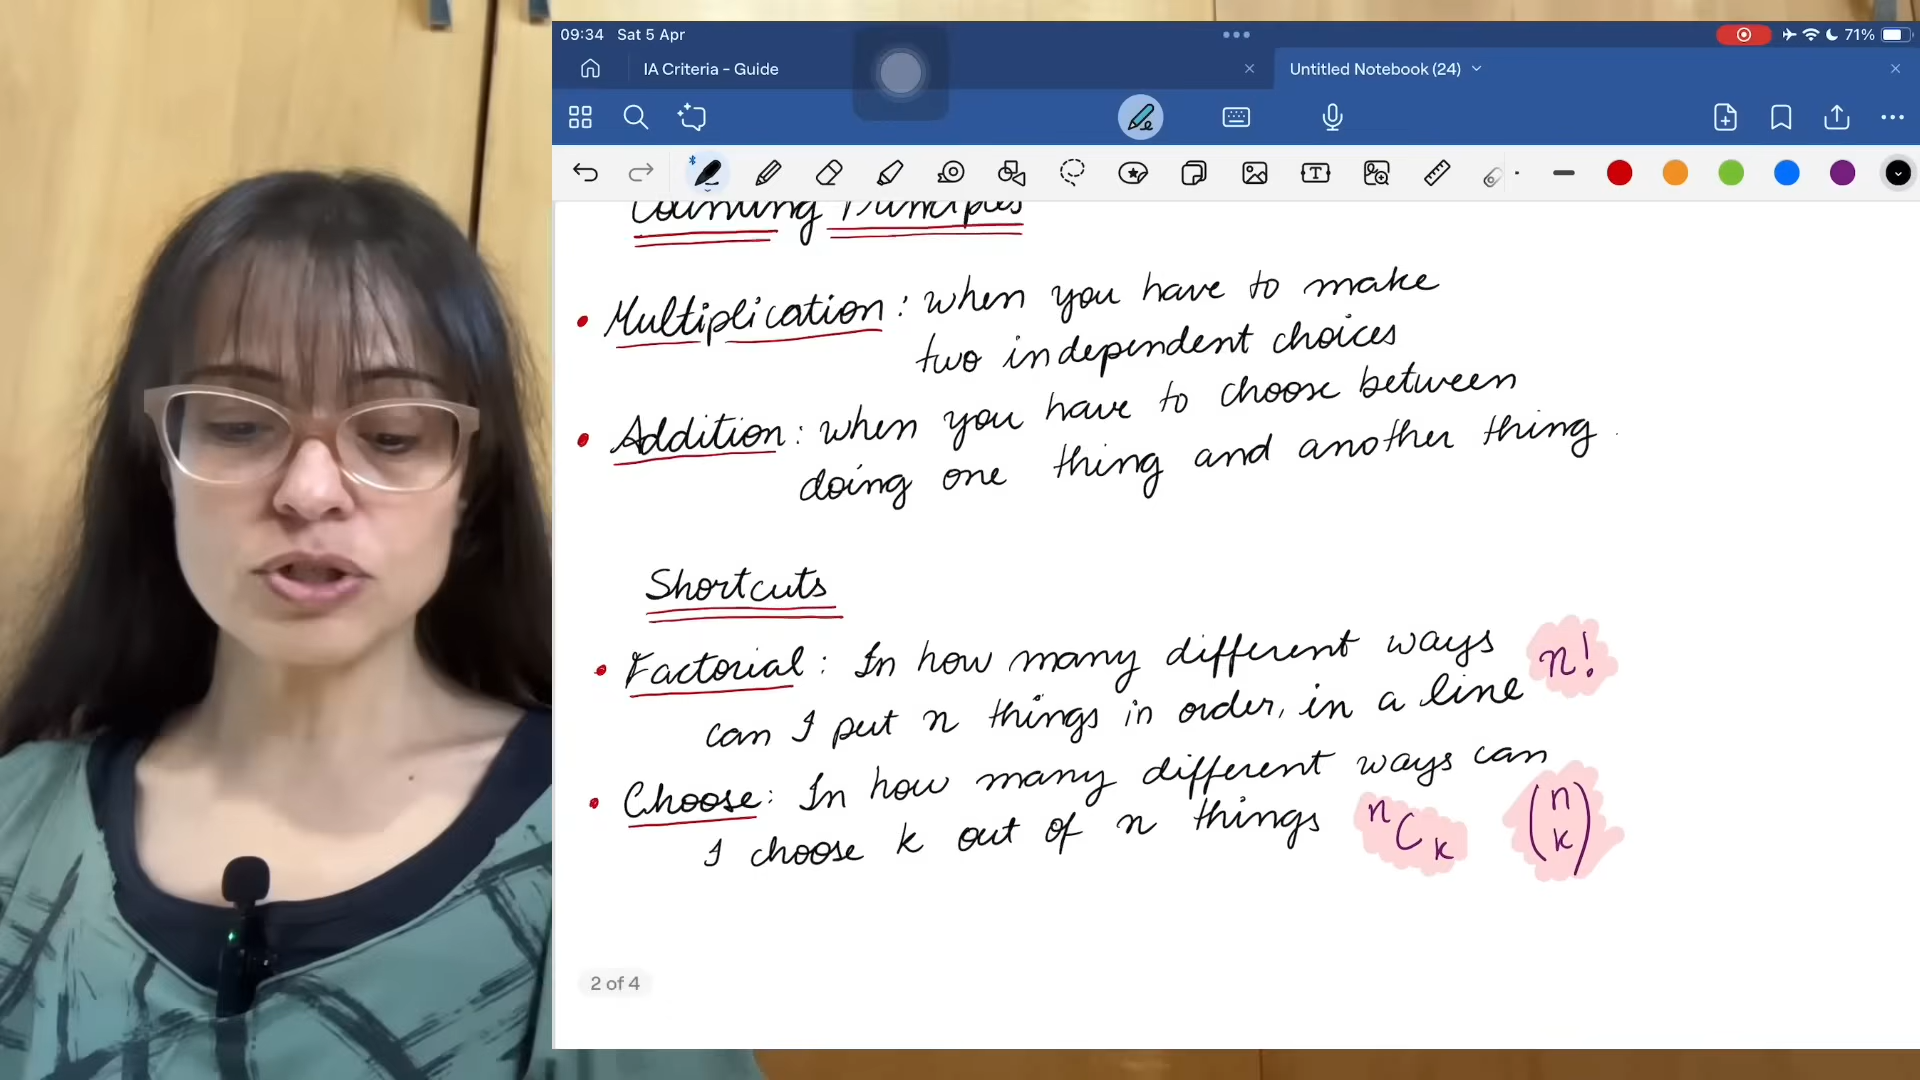 09:34 Sat 5 Apr 71%
IA Criteria - Guide
Untitled Notebook (24)
Counting Principles
• Multiplication: when you have to make
two independent choices
• Addition: when you have to choose between
doing one thing and another thing.
Shortcuts
• Factorial: In how many different ways n!
can I put n things in order, in a line
• Choose: In how many different ways can
I choose k out of n things nCk (n k)
2 of 4